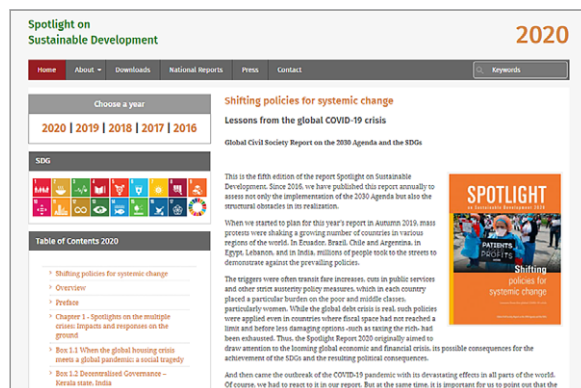 Spotlight on
Sustainable Development
2020
Home About Downloads National Reports Press Contact Keywords
Choose a year
2020 | 2019 | 2018 | 2017 | 2016
SDG
Table of Contents 2020
Shifting policies for systemic change
Overview
Preface
Chapter 1 - Spotlights on the multiple
crises: Impacts and responses on the
ground
Box 1.1 When the global housing crisis
meets a global pandemic: a social tragedy
Box 1.2 Decentralised Governance –
Kerala state, India
Shifting policies for systemic change
Lessons from the global COVID-19 crisis
Global Civil Society Report on the 2030 Agenda and the SDGs
This is the fifth edition of the report Spotlight on Sustainable
Development. Since 2016, we have published this report annually to
assess not only the implementation of the 2030 Agenda but also the
structural obstacles in its realization.
When we started to plan for this year's report in Autumn 2019, mass
protests were shaking a growing number of countries in various
regions of the world. In Ecuador, Brazil, Chile and Argentina, in
Egypt, Lebanon, and in India, millions of people took to the streets to
demonstrate against the prevailing policies.
The triggers were often transit fare increases, cuts in public services
and other strict austerity policy measures, which in each country
placed a particular burden on the poor and middle classes,
particularly women. While the global debt crisis is real, such policies
were applied even in countries where fiscal space had not reached a
limit and before less damaging options -such as taxing the rich- had
been exhausted. Thus, the Spotlight Report 2020 originally aimed to
draw attention to the looming global economic and financial crisis, its possible consequences for the
achievement of the SDGs and the resulting political consequences.
And then came the outbreak of the COVID-19 pandemic with its devastating effects in all parts of the world.
Of course, we had to react to it in our report. But at the same time, it is important for us to point out that the
SPOTLIGHT
on Sustainable Development 2020
PATIENTS
PROFITS
Shifting
policies for
systemic change